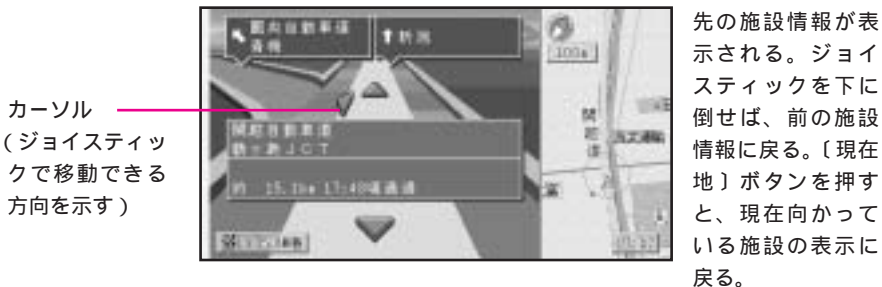 カーソル
（ジョイスティッ
クで移動できる
方向を示す）
圏央自動車道
青梅
新潟
100m
関越自動車道
鶴ヶ島JCT
約 15.1km 17:48頃通過
関越道
先の施設情報が表
示される。ジョイ
スティックを下に
倒せば、前の施設
情報に戻る。〔現在
地〕ボタンを押す
と、現在向かって
いる施設の表示に
戻る。